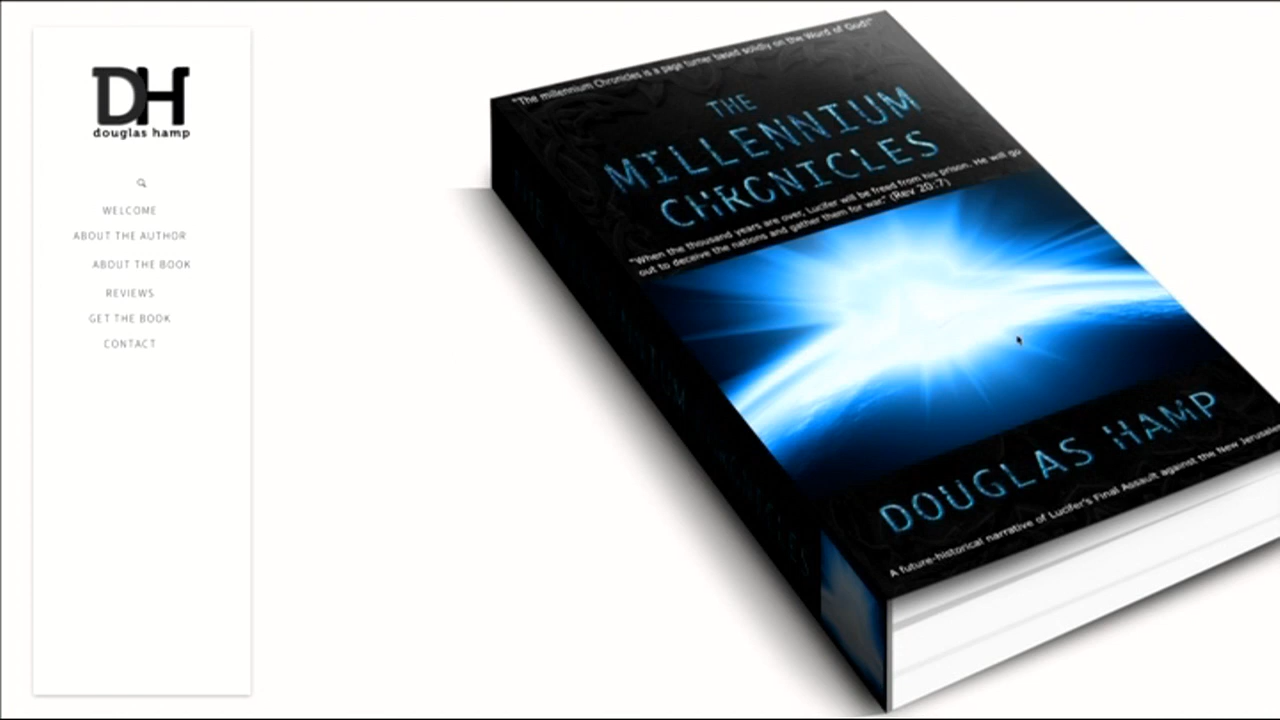 DH
douglas hamp
WELCOME
ABOUT THE AUTHOR
ABOUT THE BOOK
REVIEWS
GET THE BOOK
CONTACT
"The millennium Chronicles is a page turner based solidly on the Word of God!"
THE
MILLENNIUM
CHRONICLES
"When the thousand years are over, Lucifer will be freed from his prison. He will go
out to deceive the nations and gather them for war." (Rev 20:7)
DOUGLAS HAMP
A future-historical narrative of Lucifer's Final Assault against the New Jerusalem